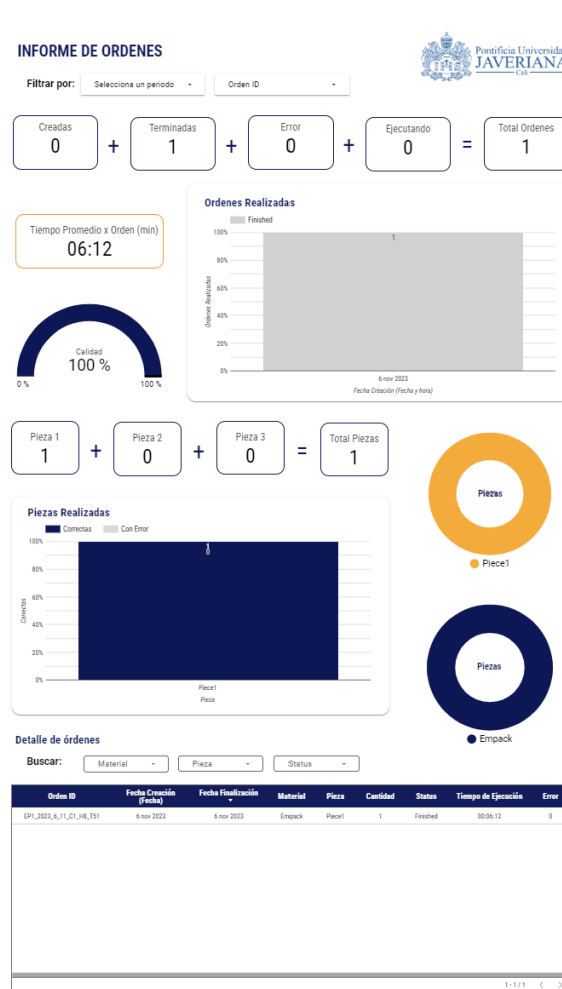 INFORME DE ORDENES
Pontificia Universida
JAVERIANA
Cali
Filtrar por:
Selecciona un periodo
Orden ID
Creadas
0
+
Terminadas
1
+
Error
0
+
Ejecutando
0
=
Total Ordenes
1
Tiempo Promedio x Orden (min)
06:12
Calidad
100 %
0 %
100 %
Ordenes Realizadas
Finished
100%
80%
60%
40%
20%
0%
Órdenes Realizadas
1
6 nov 2023
Fecha Creación (Fecha y hora)
Pieza 1
1
+
Pieza 2
0
+
Pieza 3
0
=
Total Piezas
1
Piezas
Piece1
Piezas Realizadas
Correctas Con Error
100%
80%
60%
40%
20%
0%
Correctas
1
0
Piece1
Pieza
Piezas
Empack
Detalle de órdenes
Buscar:
Material
Pieza
Status
Orden ID Fecha Creación (Fecha) Fecha Finalización Material Pieza Cantidad Status Tiempo de Ejecución Error
EP1_2023_6_11_C1_H8_T51 6 nov 2023 6 nov 2023 Empack Piece1 1 Finished 00:06:12 0
1 - 1 / 1 < >